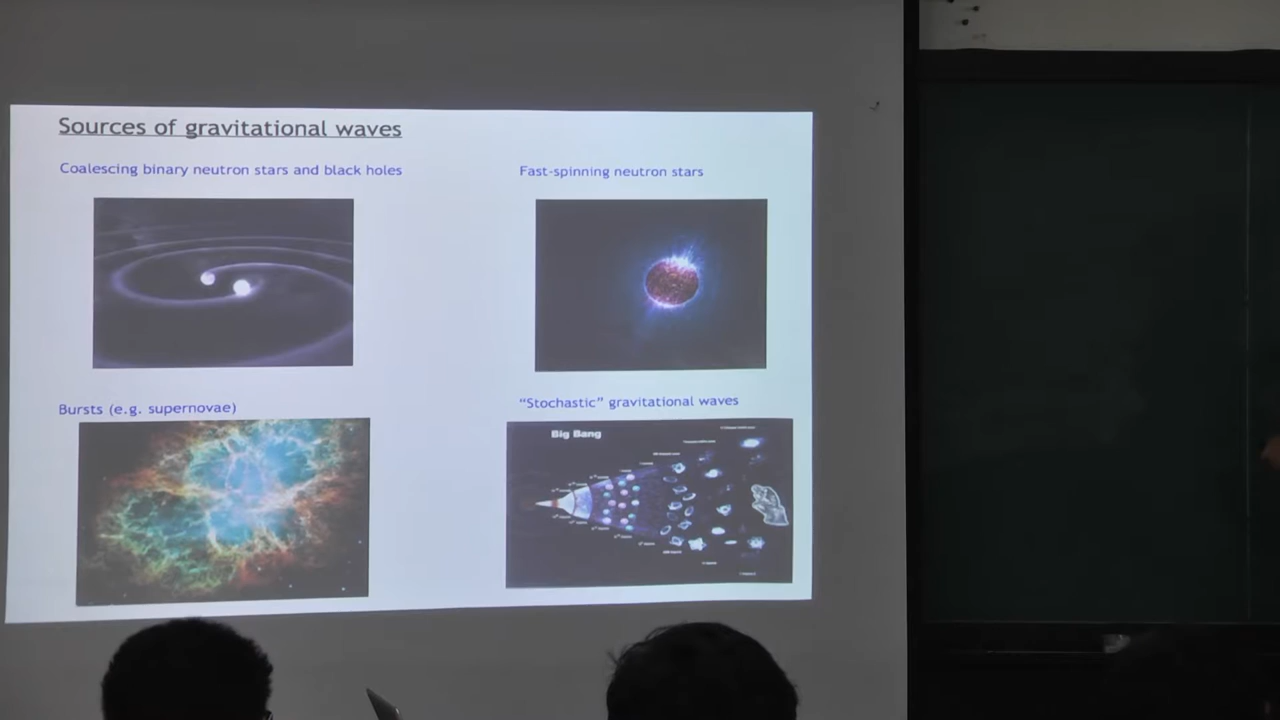 Sources of gravitational waves
Coalescing binary neutron stars and black holes
Fast-spinning neutron stars
Bursts (e.g. supernovae)
“Stochastic” gravitational waves
Big Bang